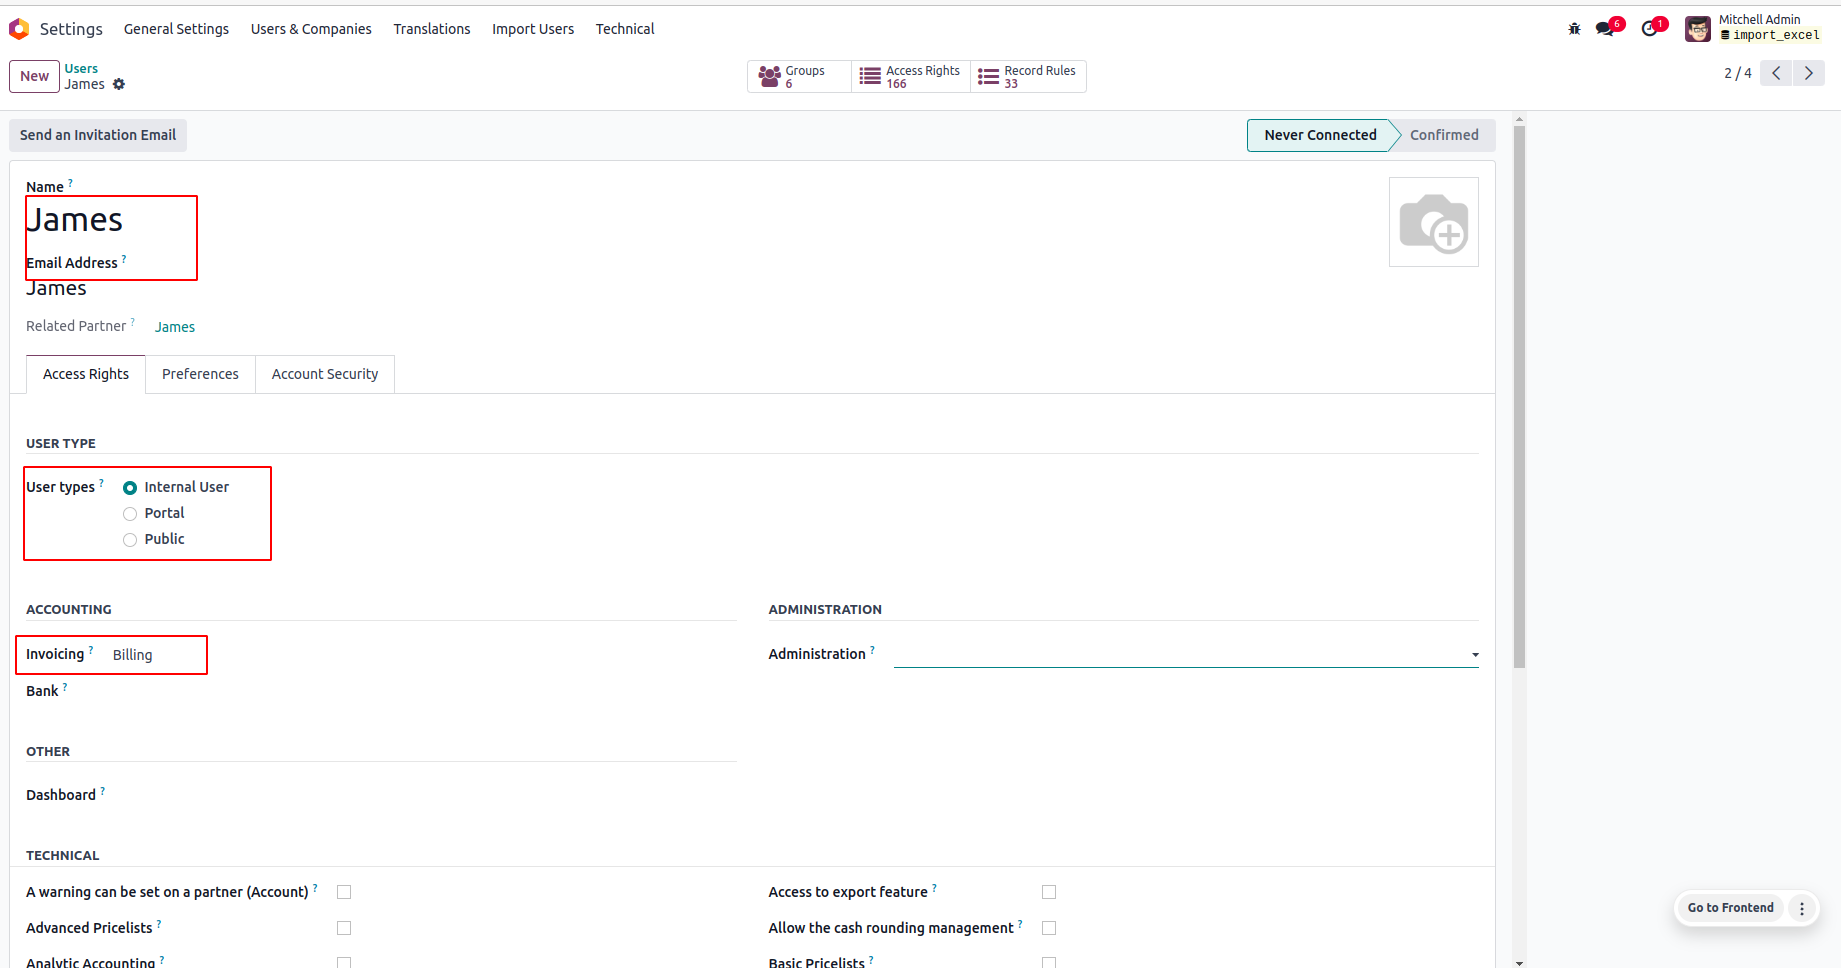 Settings General Settings Users & Companies Translations Import Users Technical 6 1 Mitchell Admin
import_excel
New Users
James
Groups
6
Access Rights
166
Record Rules
33
2 / 4
Send an Invitation Email Never Connected Confirmed
Name ?
James
Email Address ?
James
Related Partner ? James
Access Rights Preferences Account Security
USER TYPE
User types ? Internal User
Portal
Public
ACCOUNTING ADMINISTRATION
Invoicing ? Billing Administration ?
Bank ?
OTHER
Dashboard ?
TECHNICAL
A warning can be set on a partner (Account) ? Access to export feature ?
Go to Frontend
Advanced Pricelists ? Allow the cash rounding management ?
Analytic Accounting ? Basic Pricelists ?